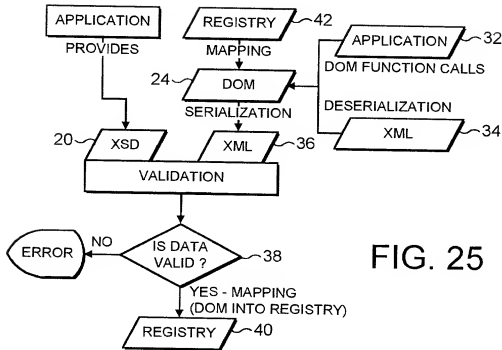 APPLICATION
PROVIDES
REGISTRY
42
MAPPING
24
DOM
SERIALIZATION
APPLICATION
32
DOM FUNCTION CALLS
DESERIALIZATION
XML
34
20
XSD
XML
36
VALIDATION
ERROR
NO
IS DATA
VALID ?
38
YES - MAPPING
(DOM INTO REGISTRY)
REGISTRY
40
FIG. 25